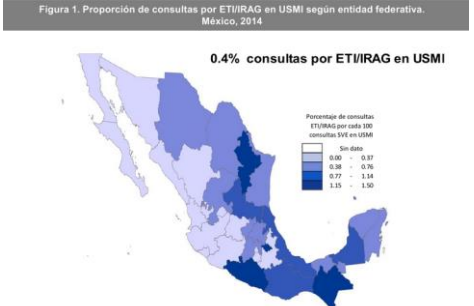 Figura 1. Proporción de consultas por ETI/IRAG en USMI según entidad federativa.
México, 2014
0.4% consultas por ETI/IRAG en USMI
Porcentaje de consultas
ETI/IRAG por cada 100
consultas SVE en USMI
Sin dato
0.00 - 0.37
0.38 - 0.76
0.77 - 1.14
1.15 - 1.50